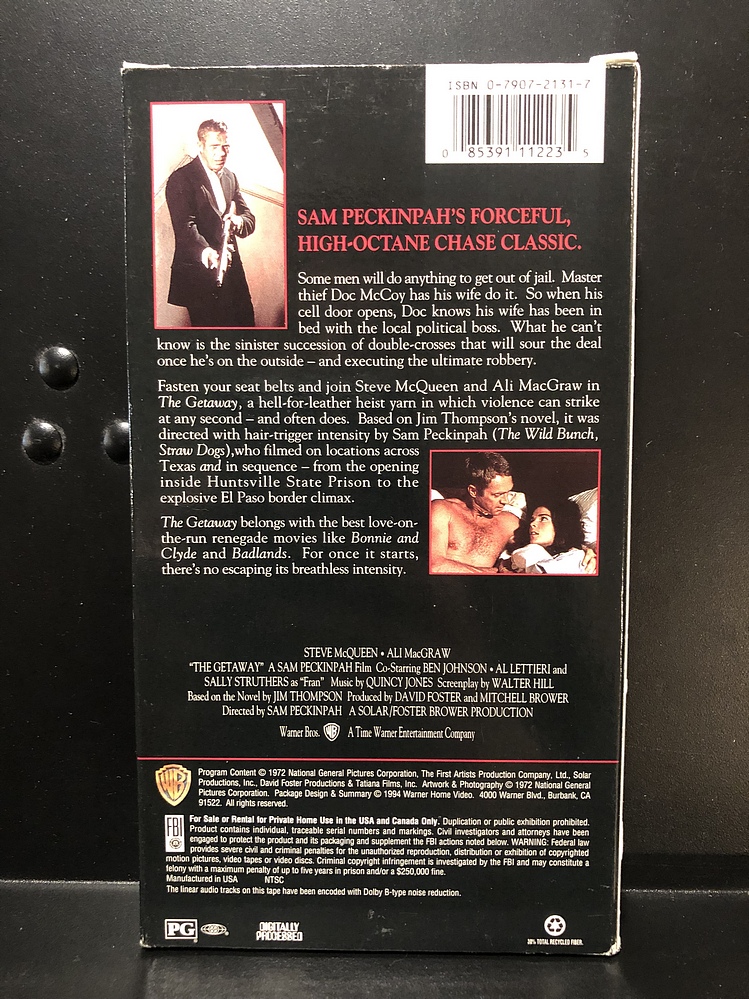 ISBN 0-7907-2131-7
0 85391 11223 5
SAM PECKINPAH'S FORCEFUL,
HIGH-OCTANE CHASE CLASSIC.
Some men will do anything to get out of jail. Master
thief Doc McCoy has his wife do it. So when his
cell door opens, Doc knows his wife has been in
bed with the local political boss. What he can't
know is the sinister succession of double-crosses that will sour the deal
once he's on the outside – and executing the ultimate robbery.
Fasten your seat belts and join Steve McQueen and Ali MacGraw in
The Getaway, a hell-for-leather heist yarn in which violence can strike
at any second – and often does. Based on Jim Thompson's novel, it was
directed with hair-trigger intensity by Sam Peckinpah (The Wild Bunch,
Straw Dogs),who filmed on locations across
Texas and in sequence – from the opening
inside Huntsville State Prison to the
explosive El Paso border climax.
The Getaway belongs with the best love-on-
the-run renegade movies like Bonnie and
Clyde and Badlands. For once it starts,
there's no escaping its breathless intensity.
STEVE McQUEEN • ALI MacGRAW
"THE GETAWAY" A SAM PECKINPAH Film Co-Starring BEN JOHNSON • AL LETTIERI and
SALLY STRUTHERS as "Fran" Music by QUINCY JONES Screenplay by WALTER HILL
Based on the Novel by JIM THOMPSON Produced by DAVID FOSTER and MITCHELL BROWER
Directed by SAM PECKINPAH A SOLAR/FOSTER BROWER PRODUCTION
Warner Bros. WB A Time Warner Entertainment Company
WB
Program Content © 1972 National General Pictures Corporation, The First Artists Production Company, Ltd., Solar
Productions, Inc., David Foster Productions & Tatiana Films, Inc. Artwork & Photography © 1972 National General
Pictures Corporation. Package Design & Summary © 1994 Warner Home Video. 4000 Warner Blvd., Burbank, CA
91522. All rights reserved.
FBI
For Sale or Rental for Private Home Use in the USA and Canada Only. Duplication or public exhibition prohibited.
Product contains individual, traceable serial numbers and markings. Civil investigators and attorneys have been
engaged to protect the product and its packaging and supplement the FBI actions noted below. WARNING: Federal law
provides severe civil and criminal penalties for the unauthorized reproduction, distribution or exhibition of copyrighted
motion pictures, video tapes or video discs. Criminal copyright infringement is investigated by the FBI and may constitute a
felony with a maximum penalty of up to five years in prison and/or a $250,000 fine.
Manufactured in USA NTSC
The linear audio tracks on this tape have been encoded with Dolby B-type noise reduction.
PG
DIGITALLY
PROCESSED
30% TOTAL RECYCLED FIBER.